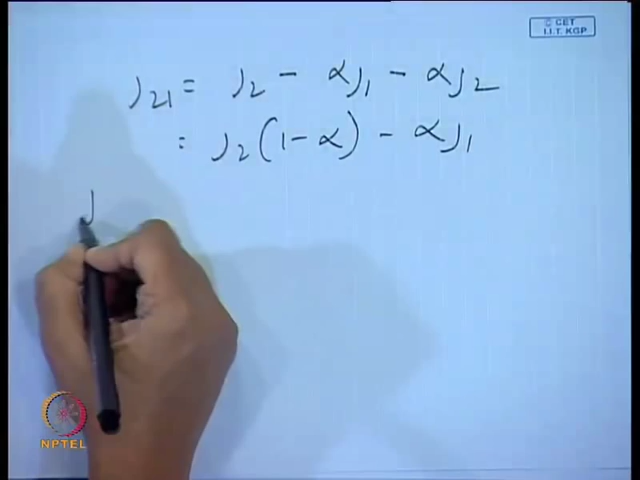 © CET
I.I.T. KGP
J21 = J2 - αJ1 - αJ2
= J2 (1 - α) - αJ1
J
NPTEL